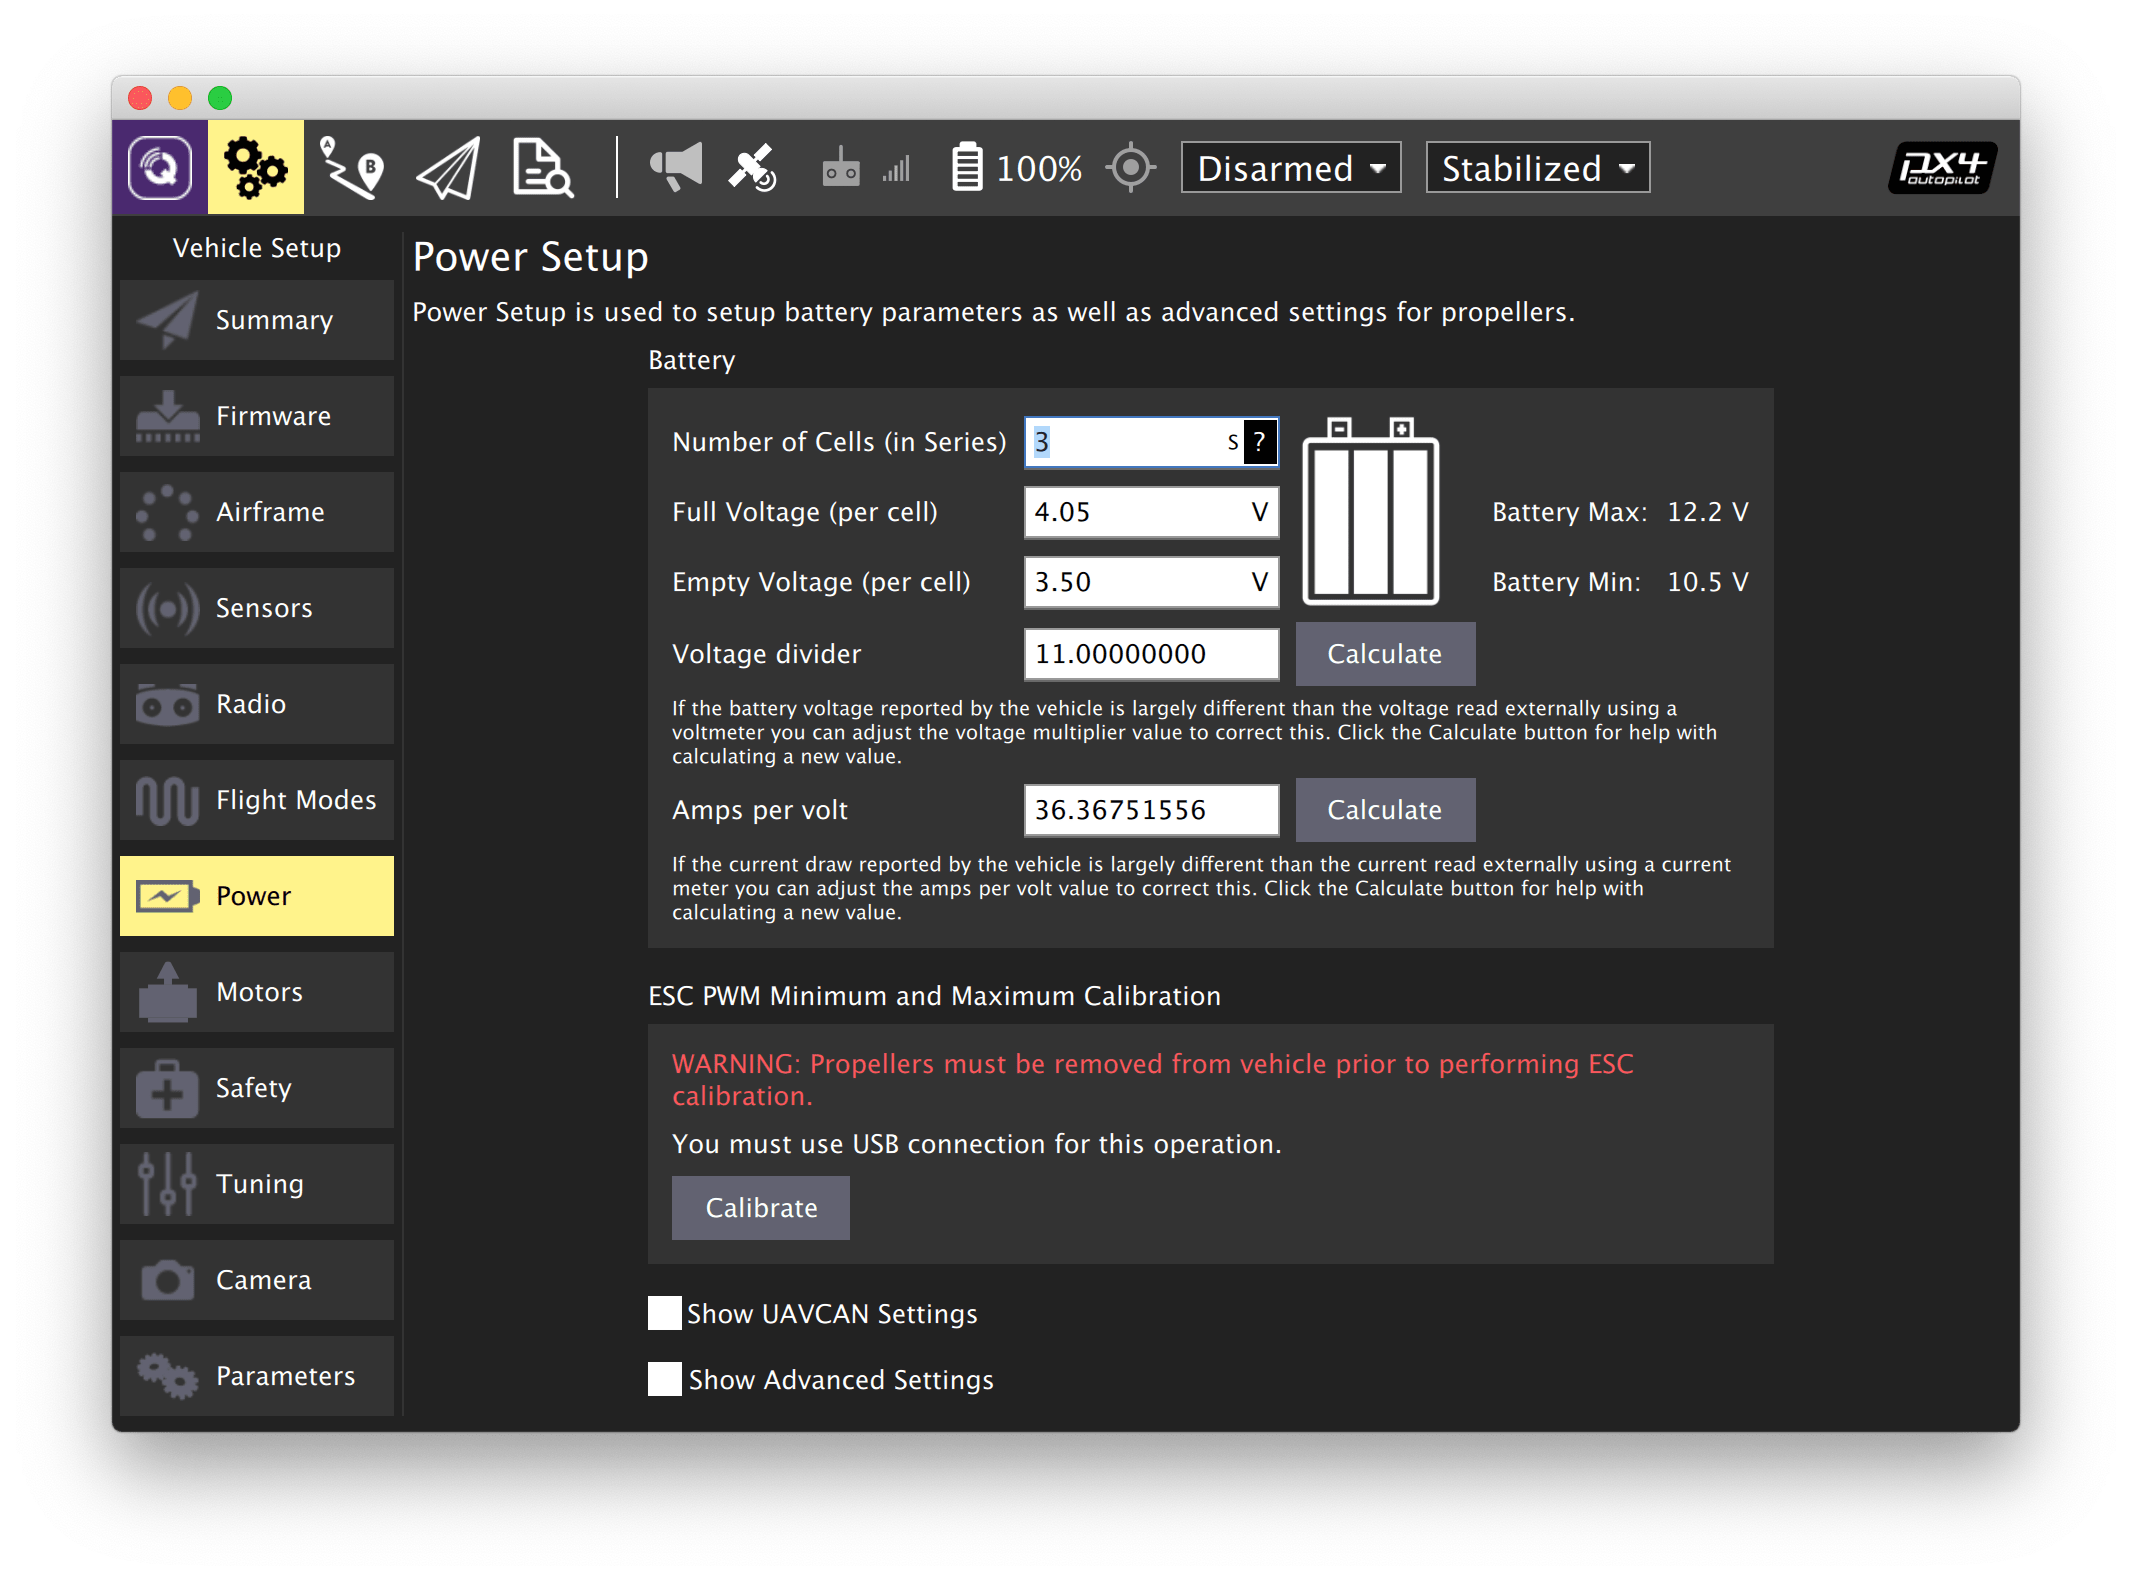 Q
A
B
100%
Disarmed
Stabilized
px4
autopilot
Vehicle Setup
Summary
Firmware
Airframe
Sensors
Radio
Flight Modes
Power
Motors
Safety
Tuning
Camera
Parameters
Power Setup
Power Setup is used to setup battery parameters as well as advanced settings for propellers.
Battery
Number of Cells (in Series) 3 S ?
Full Voltage (per cell) 4.05 V Battery Max: 12.2 V
Empty Voltage (per cell) 3.50 V Battery Min: 10.5 V
Voltage divider 11.00000000 Calculate
If the battery voltage reported by the vehicle is largely different than the voltage read externally using a
voltmeter you can adjust the voltage multiplier value to correct this. Click the Calculate button for help with
calculating a new value.
Amps per volt 36.36751556 Calculate
If the current draw reported by the vehicle is largely different than the current read externally using a current
meter you can adjust the amps per volt value to correct this. Click the Calculate button for help with
calculating a new value.
ESC PWM Minimum and Maximum Calibration
WARNING: Propellers must be removed from vehicle prior to performing ESC
calibration.
You must use USB connection for this operation.
Calibrate
Show UAVCAN Settings
Show Advanced Settings